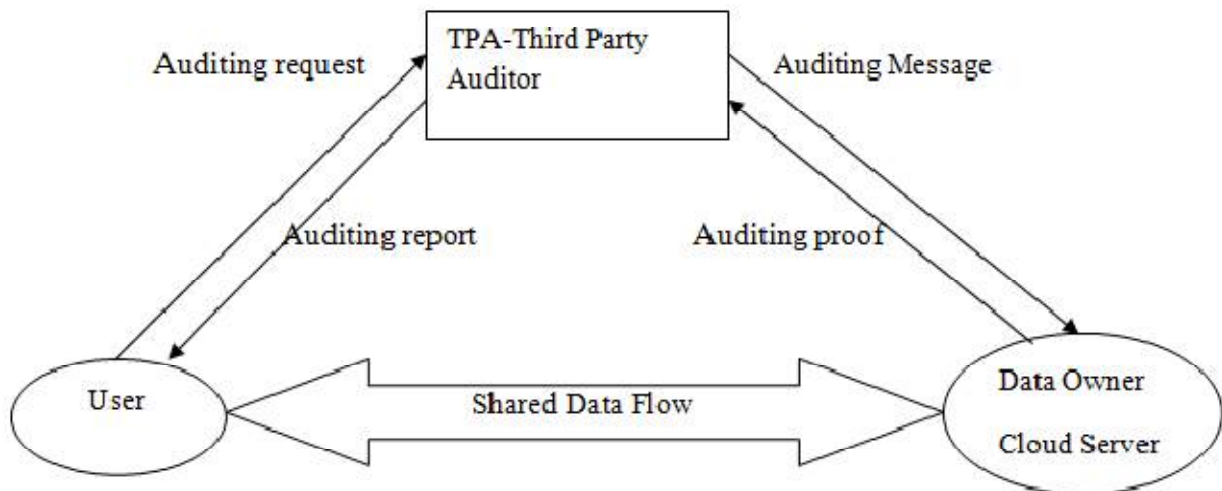 TPA-Third Party
Auditor
Auditing request
Auditing Message
Auditing report
Auditing proof
User
Shared Data Flow
Data Owner
Cloud Server